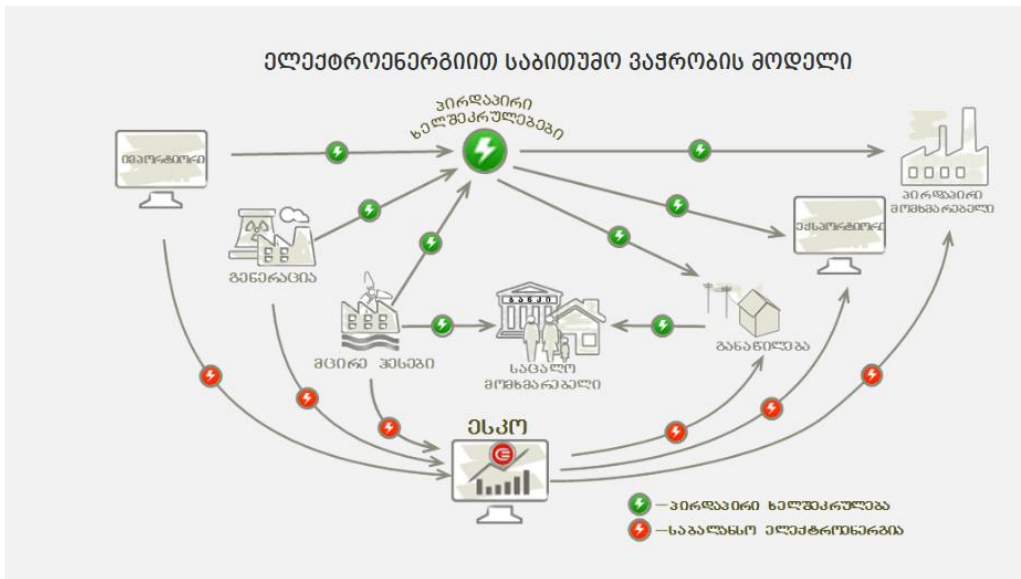 ელექტროენერგიით საბითუმო ვაჭრობის მოდელი
პირდაპირი
ხელშეკრულებები
იმპორტიორი
პირდაპირი
მომხმარებელი
ექსპორტიორი
გენერაცია
ბანკი
მცირე ჰესები
საცალო
მომხმარებელი
განაწილება
ესკო
პირდაპირი ხელშეკრულება
საბალანსო ელექტროენერგია